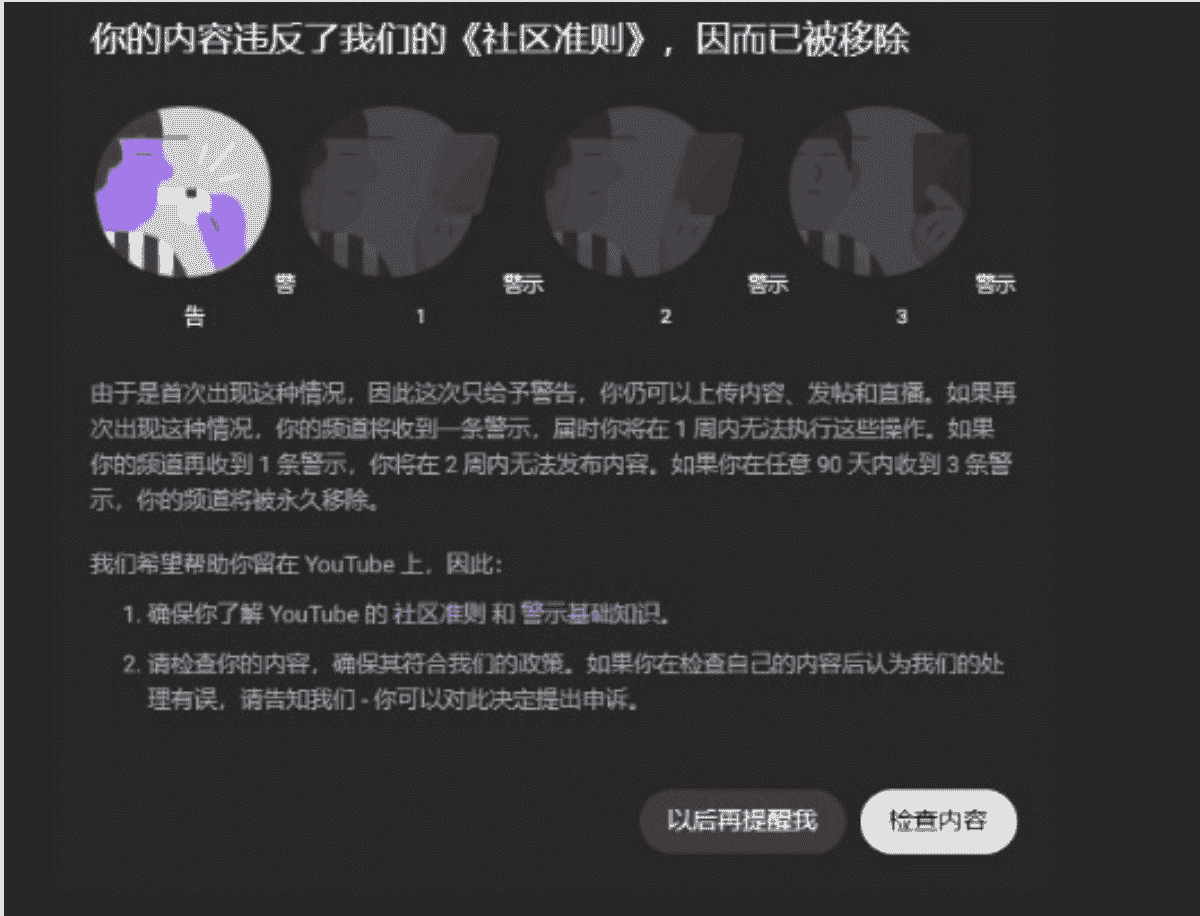 你的内容违反了我们的《社区准则》，因而已被移除
警 警示 警示 警示
告 1 2 3
由于是首次出现这种情况，因此这次只给予警告，你仍可以上传内容、发帖和直播。如果再
次出现这种情况，你的频道将收到一条警示，届时你将在 1 周内无法执行这些操作。如果
你的频道再收到 1 条警示，你将在 2 周内无法发布内容。如果你在任意 90 天内收到 3 条警
示，你的频道将被永久移除。
我们希望帮助你留在 YouTube 上，因此：
1. 确保你了解 YouTube 的 社区准则 和 警示基础知识。
2. 请检查你的内容，确保其符合我们的政策。如果你在检查自己的内容后认为我们的处
理有误，请告知我们 - 你可以对此决定提出申诉。
以后再提醒我 检查内容